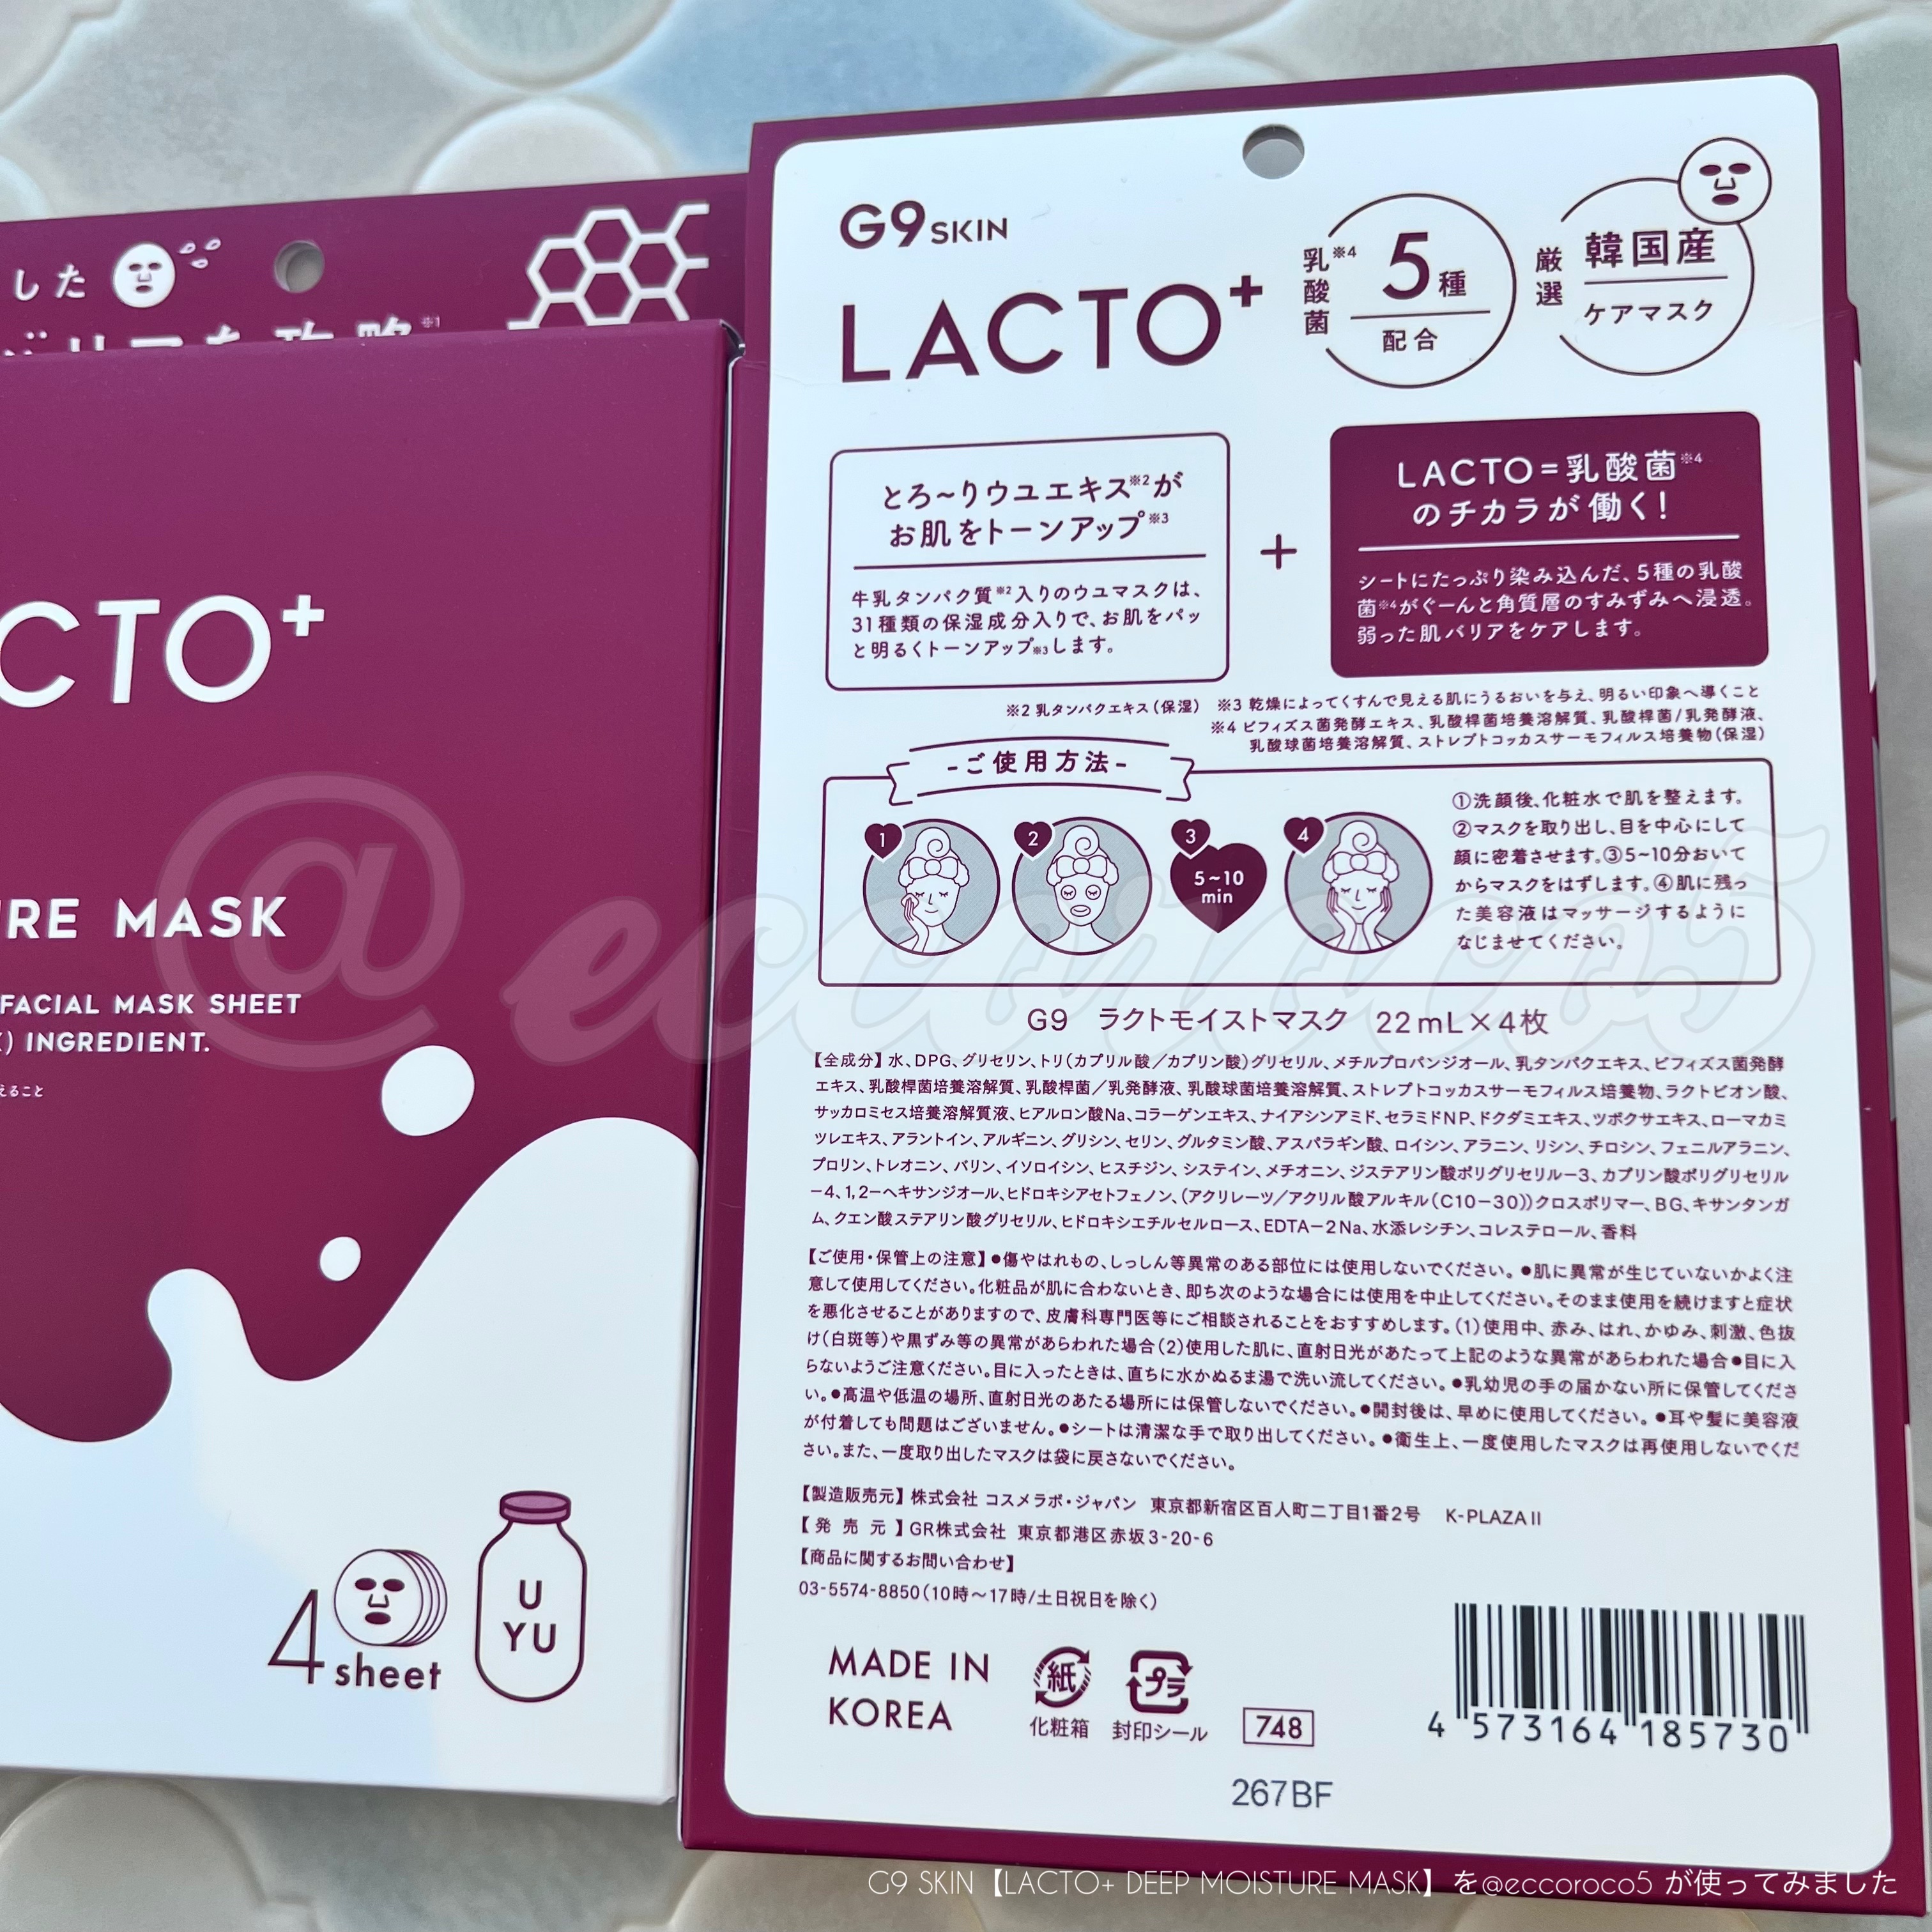 した
バリアを攻略※1
CTO+
RE MASK
FACIAL MASK SHEET
) INGREDIENT.
えること
4 sheet
U
YU
G9 SKIN
LACTO+
乳酸菌※4
5種
配合
厳選
韓国産
ケアマスク
とろ〜りウユエキス※2が
お肌をトーンアップ※3
牛乳タンパク質※2入りのウユマスクは、
31種類の保湿成分入りで、お肌をパッ
と明るくトーンアップ※3します。
+
LACTO=乳酸菌※4
のチカラが働く!
シートにたっぷり染み込んだ、5種の乳酸
菌※4がぐーんと角質層のすみずみへ浸透。
弱った肌バリアをケアします。
※2 乳タンパクエキス(保湿) ※3 乾燥によってくすんで見える肌にうるおいを与え、明るい印象へ導くこと
※4 ビフィズス菌発酵エキス、乳酸桿菌培養溶解質、乳酸桿菌/乳発酵液、
乳酸球菌培養溶解質、ストレプトコッカスサーモフィルス培養物(保湿)
-ご使用方法-
1
2
3
5~10
min
4
①洗顔後、化粧水で肌を整えます。
②マスクを取り出し、目を中心にして
顔に密着させます。③5~10分おいて
からマスクをはずします。④肌に残っ
た美容液はマッサージするように
なじませてください。
@eccoroco5
G9 ラクトモイストマスク 22mL×4枚
【全成分】水、DPG、グリセリン、トリ(カプリル酸/カプリン酸)グリセリル、メチルプロパンジオール、乳タンパクエキス、ビフィズス菌発酵
エキス、乳酸桿菌培養溶解質、乳酸桿菌/乳発酵液、乳酸球菌培養溶解質、ストレプトコッカスサーモフィルス培養物、ラクトビオン酸、
サッカロミセス培養溶解質液、ヒアルロン酸Na、コラーゲンエキス、ナイアシンアミド、セラミドNP、ドクダミエキス、ツボクサエキス、ローマカミ
ツレエキス、アラントイン、アルギニン、グリシン、セリン、グルタミン酸、アスパラギン酸、ロイシン、アラニン、リシン、チロシン、フェニルアラニン、
プロリン、トレオニン、バリン、イソロイシン、ヒスチジン、システイン、メチオニン、ジステアリン酸ポリグリセリル-3、カプリン酸ポリグリセリル
-4、1,2-ヘキサンジオール、ヒドロキシアセトフェノン、(アクリレーツ/アクリル酸アルキル(C10-30))クロスポリマー、BG、キサンタンガ
ム、クエン酸ステアリン酸グリセリル、ヒドロキシエチルセルロース、EDTA-2Na、水添レシチン、コレステロール、香料
【ご使用・保管上の注意】●傷やはれもの、しっしん等異常のある部位には使用しないでください。●肌に異常が生じていないかよく注
意して使用してください。化粧品が肌に合わないとき、即ち次のような場合には使用を中止してください。そのまま使用を続けますと症状
を悪化させることがありますので、皮膚科専門医等にご相談されることをおすすめします。(1)使用中、赤み、はれ、かゆみ、刺激、色抜
け(白斑等)や黒ずみ等の異常があらわれた場合(2)使用した肌に、直射日光があたって上記のような異常があらわれた場合●目に入
らないようご注意ください。目に入ったときは、直ちに水かぬるま湯で洗い流してください。●乳幼児の手の届かない所に保管してくださ
い。●高温や低温の場所、直射日光のあたる場所には保管しないでください。●開封後は、早めに使用してください。●耳や髪に美容液
が付着しても問題はございません。●シートは清潔な手で取り出してください。●衛生上、一度使用したマスクは再使用しないでくだ
さい。また、一度取り出したマスクは袋に戻さないでください。
【製造販売元】株式会社 コスメラボ・ジャパン 東京都新宿区百人町二丁目1番2号 K-PLAZAⅡ
【発売元】GR株式会社 東京都港区赤坂3-20-6
【商品に関するお問い合わせ】
03-5574-8850(10時〜17時/土日祝日を除く)
MADE IN
KOREA
紙
化粧箱
プラ
封印シール
748
4 573164 185730
267BF
G9 SKIN【LACTO+ DEEP MOISTURE MASK】を@eccoroco5 が使ってみました